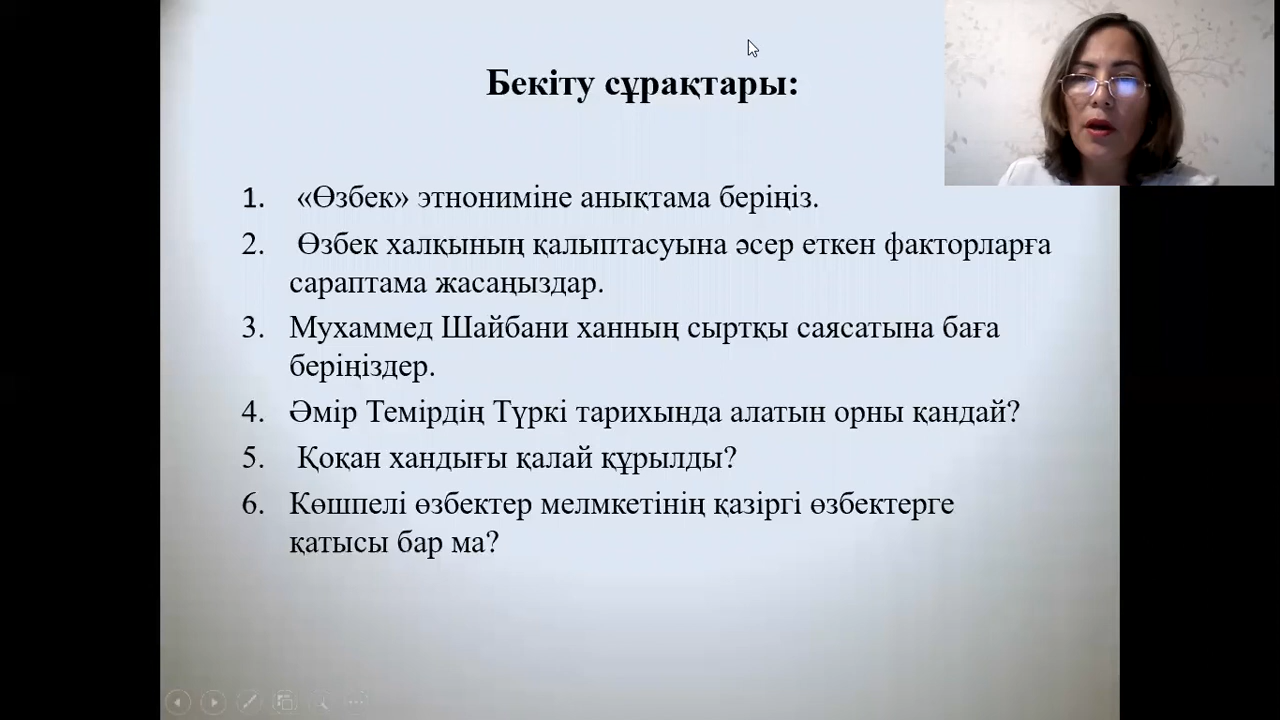 Бекіту сұрақтары:
1. «Өзбек» этнониміне анықтама беріңіз.
2. Өзбек халқының қалыптасуына әсер еткен факторларға
сараптама жасаңыздар.
3. Мухаммед Шайбани ханның сыртқы саясатына баға
беріңіздер.
4. Әмір Темірдің Түркі тарихында алатын орны қандай?
5. Қоқан хандығы қалай құрылды?
6. Көшпелі өзбектер мелмкетінің қазіргі өзбектерге
қатысы бар ма?